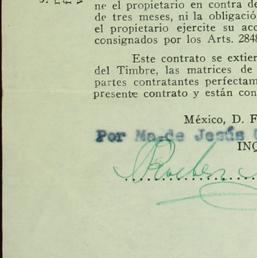 ne el propietario en contra de
de tres meses, ni la obligació
el propietario ejercite su ac
consignados por los Arts. 2848
Este contrato se extier
del Timbre, las matrices de
partes contratantes perfectam
presente contrato y están con
México, D. F
Por Ma. de Jesús
INQ